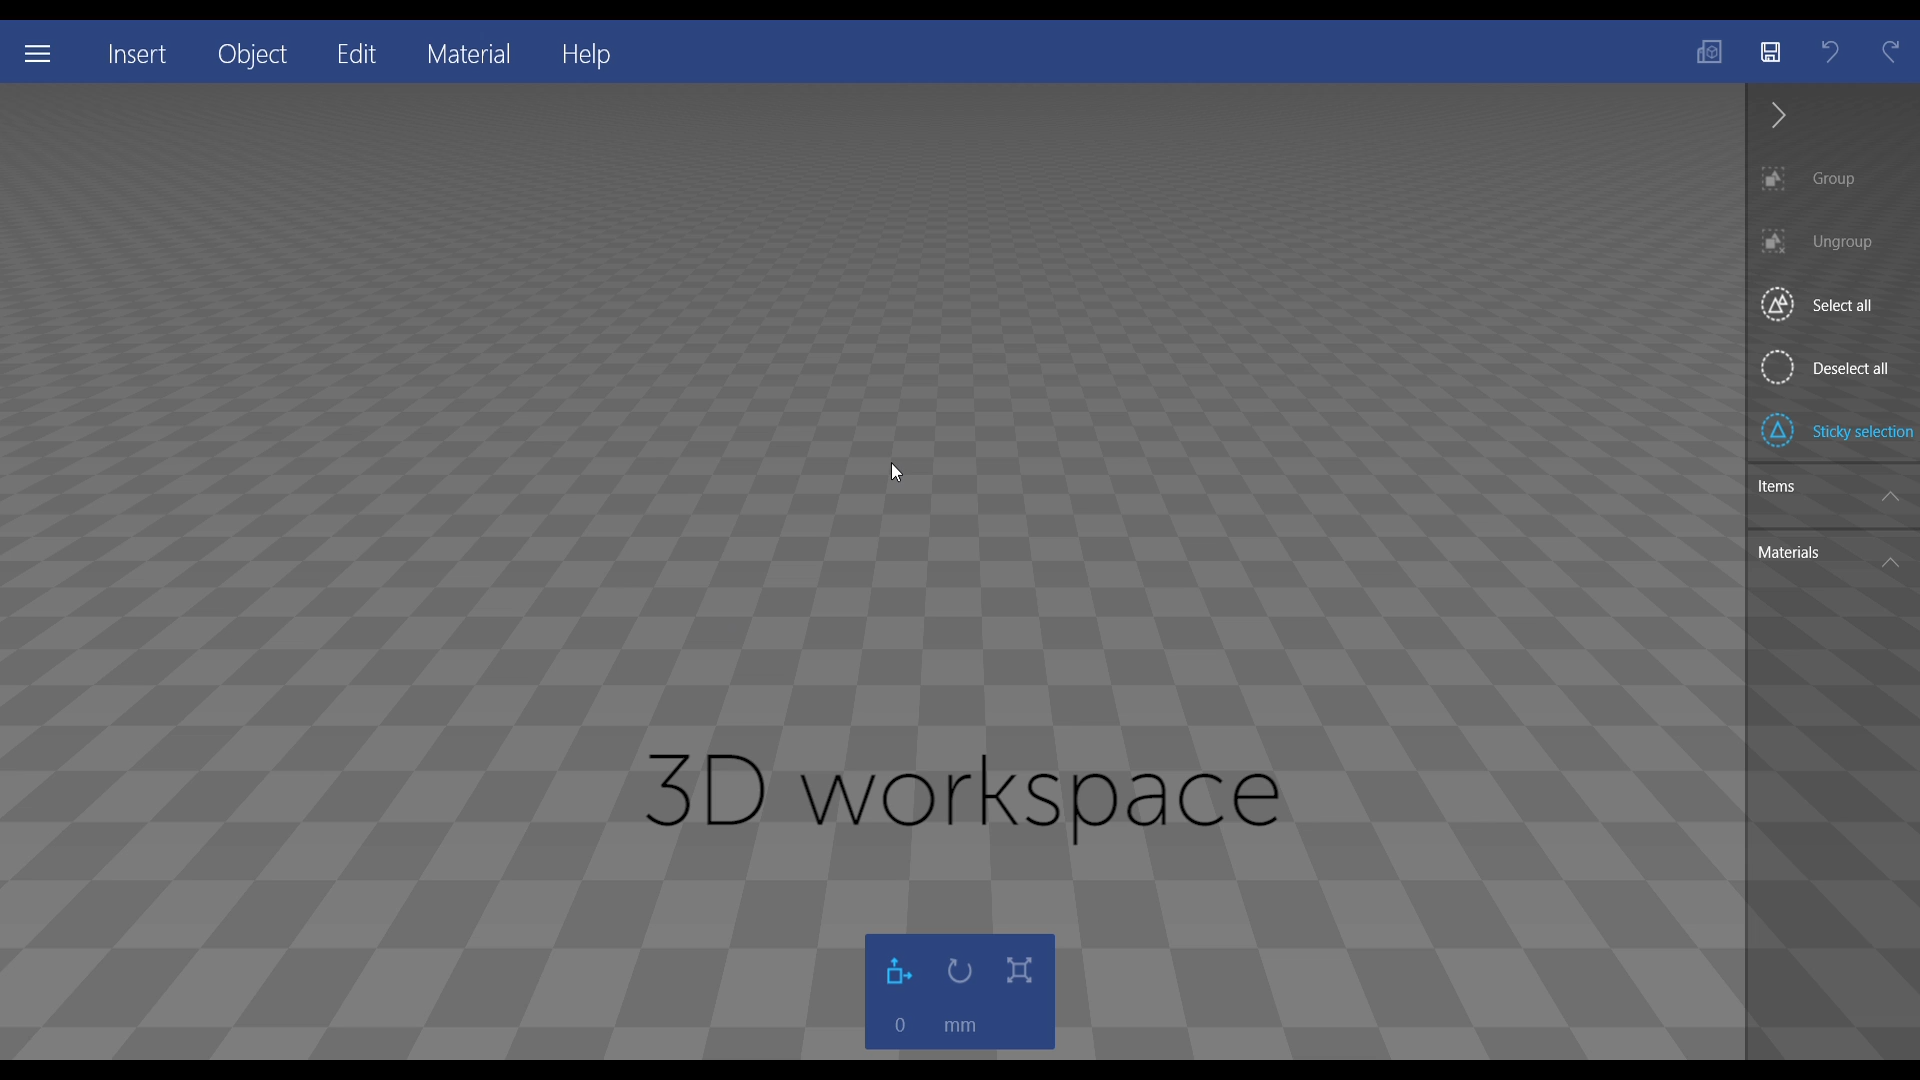 Insert Object Edit Material Help
Group
Ungroup
Select all
Deselect all
Sticky selection
Items
Materials
3D workspace
0 mm